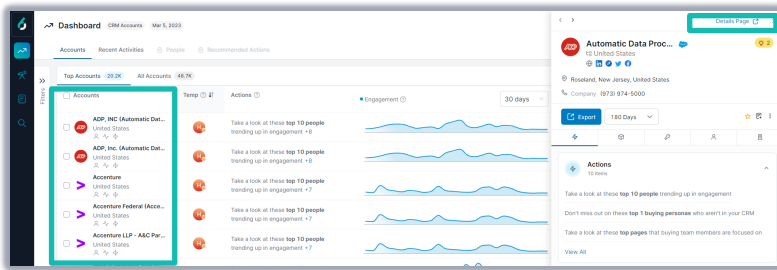 Dashboard CRM Accounts Mar 5, 2023
Accounts Recent Activities People Recommended Actions
Top Accounts 20.2K All Accounts 46.7K
Filters
Accounts Temp Actions Engagement 30 days
ADP, INC (Automatic Dat...
United States
Take a look at these top 10 people
trending up in engagement +8
ADP, Inc. (Automatic Dat...
United States
Take a look at these top 10 people
trending up in engagement +8
Accenture
United States
Take a look at these top 10 people
trending up in engagement +7
Accenture Federal (Acce...
United States
Take a look at these top 10 people
trending up in engagement +7
Accenture LLP - A&C Par...
United States
Take a look at these top 10 people
trending up in engagement +7
Details Page
Automatic Data Proc...
United States
2
Roseland, New Jersey, United States
Company (973) 974-5000
Export 180 Days
Actions
10 Items
Take a look at these top 10 people trending up in engagement
Don't miss out on these top 1 buying personas who aren't in your CRM
Take a look at these top pages that buying team members are focused on
View All